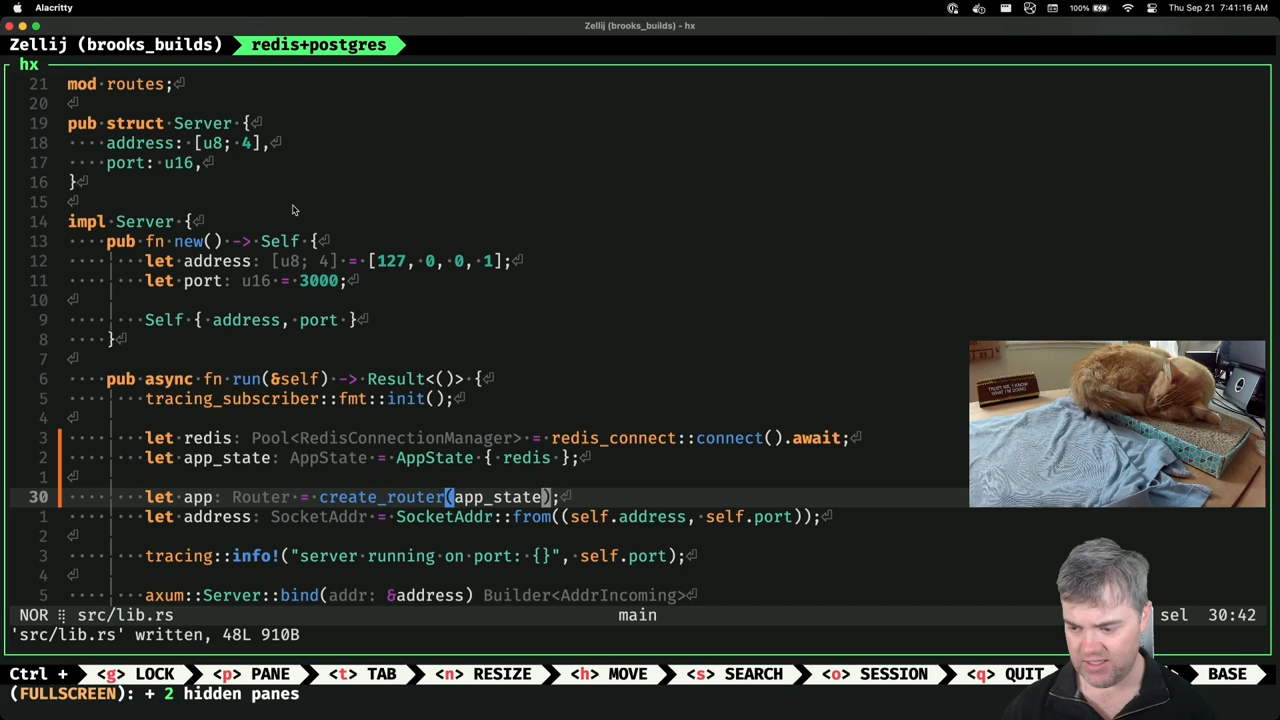 Alacritty 100% Thu Sep 21 7:41:16 AM
Zellij (brooks_builds) - hx
Zellij (brooks_builds) redis+postgres
hx
21 mod·routes;⏎
20 ⏎
19 pub·struct·Server·{⏎
18 ····address:·[u8;·4],⏎
17 ····port:·u16,⏎
16 }⏎
15 ⏎
14 impl·Server·{⏎
13 ····pub·fn·new()·->·Self·{⏎
12 ········let·address: [u8; 4]·=·[127,·0,·0,·1];⏎
11 ········let·port: u16·=·3000;⏎
10 ⏎
9 ········Self·{·address,·port·}⏎
8 ····}⏎
7 ⏎
6 ····pub·async·fn·run(&self)·->·Result<()>·{⏎
5 ········tracing_subscriber::fmt::init();⏎
4 ⏎
3 ········let·redis: Pool<RedisConnectionManager>·=·redis_connect::connect().await;⏎
2 ········let·app_state: AppState·=·AppState·{·redis·};⏎
1 ⏎
30 ········let·app: Router·=·create_router(app_state);⏎
1 ········let·address: SocketAddr·=·SocketAddr::from((self.address,·self.port));⏎
2 ⏎
3 ········tracing::info!("server·running·on·port:·{}",·self.port);⏎
4 ⏎
5 ········axum::Server::bind(addr: &address) Builder<AddrIncoming>⏎
TRUST ME, I KNOW
WHAT I'M DOING
NOR ⣾ src/lib.rs main sel 30:42
'src/lib.rs' written, 48L 910B
Ctrl + <g> LOCK <p> PANE <t> TAB <n> RESIZE <h> MOVE <s> SEARCH <o> SESSION <q> QUIT BASE
(FULLSCREEN): + 2 hidden panes